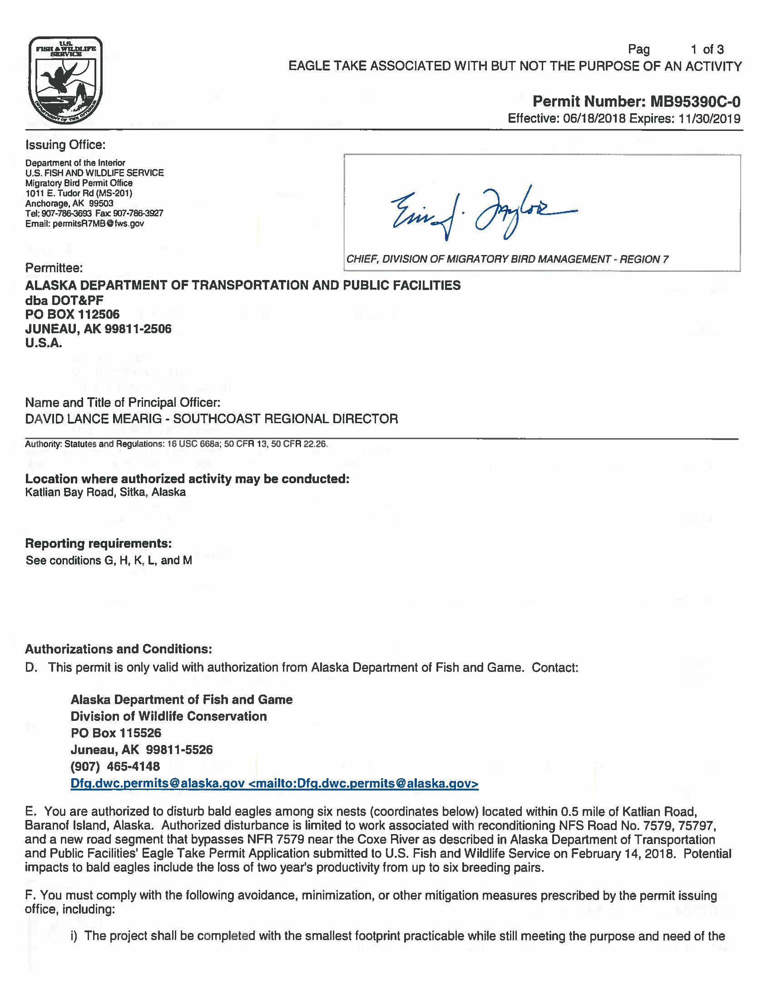 U.S.
FISH & WILDLIFE
SERVICE
DEPARTMENT OF THE INTERIOR
Pag 1 of 3
EAGLE TAKE ASSOCIATED WITH BUT NOT THE PURPOSE OF AN ACTIVITY
Permit Number: MB95390C-0
Effective: 06/18/2018 Expires: 11/30/2019
Issuing Office:
Department of the Interior
U.S. FISH AND WILDLIFE SERVICE
Migratory Bird Permit Office
1011 E. Tudor Rd (MS-201)
Anchorage, AK 99503
Tel: 907-786-3693 Fax: 907-786-3927
Email: permitsR7MB@fws.gov
J. Taylor
CHIEF, DIVISION OF MIGRATORY BIRD MANAGEMENT - REGION 7
Permittee:
ALASKA DEPARTMENT OF TRANSPORTATION AND PUBLIC FACILITIES
dba DOT&PF
PO BOX 112506
JUNEAU, AK 99811-2506
U.S.A.
Name and Title of Principal Officer:
DAVID LANCE MEARIG - SOUTHCOAST REGIONAL DIRECTOR
Authority: Statutes and Regulations: 16 USC 668a; 50 CFR 13, 50 CFR 22.26.
Location where authorized activity may be conducted:
Katlian Bay Road, Sitka, Alaska
Reporting requirements:
See conditions G, H, K, L, and M
Authorizations and Conditions:
D. This permit is only valid with authorization from Alaska Department of Fish and Game. Contact:
Alaska Department of Fish and Game
Division of Wildlife Conservation
PO Box 115526
Juneau, AK 99811-5526
(907) 465-4148
Dfg.dwc.permits@alaska.gov <mailto:Dfg.dwc.permits@alaska.gov>
E. You are authorized to disturb bald eagles among six nests (coordinates below) located within 0.5 mile of Katlian Road,
Baranof Island, Alaska. Authorized disturbance is limited to work associated with reconditioning NFS Road No. 7579, 75797,
and a new road segment that bypasses NFR 7579 near the Coxe River as described in Alaska Department of Transportation
and Public Facilities' Eagle Take Permit Application submitted to U.S. Fish and Wildlife Service on February 14, 2018. Potential
impacts to bald eagles include the loss of two year's productivity from up to six breeding pairs.
F. You must comply with the following avoidance, minimization, or other mitigation measures prescribed by the permit issuing
office, including:
i) The project shall be completed with the smallest footprint practicable while still meeting the purpose and need of the